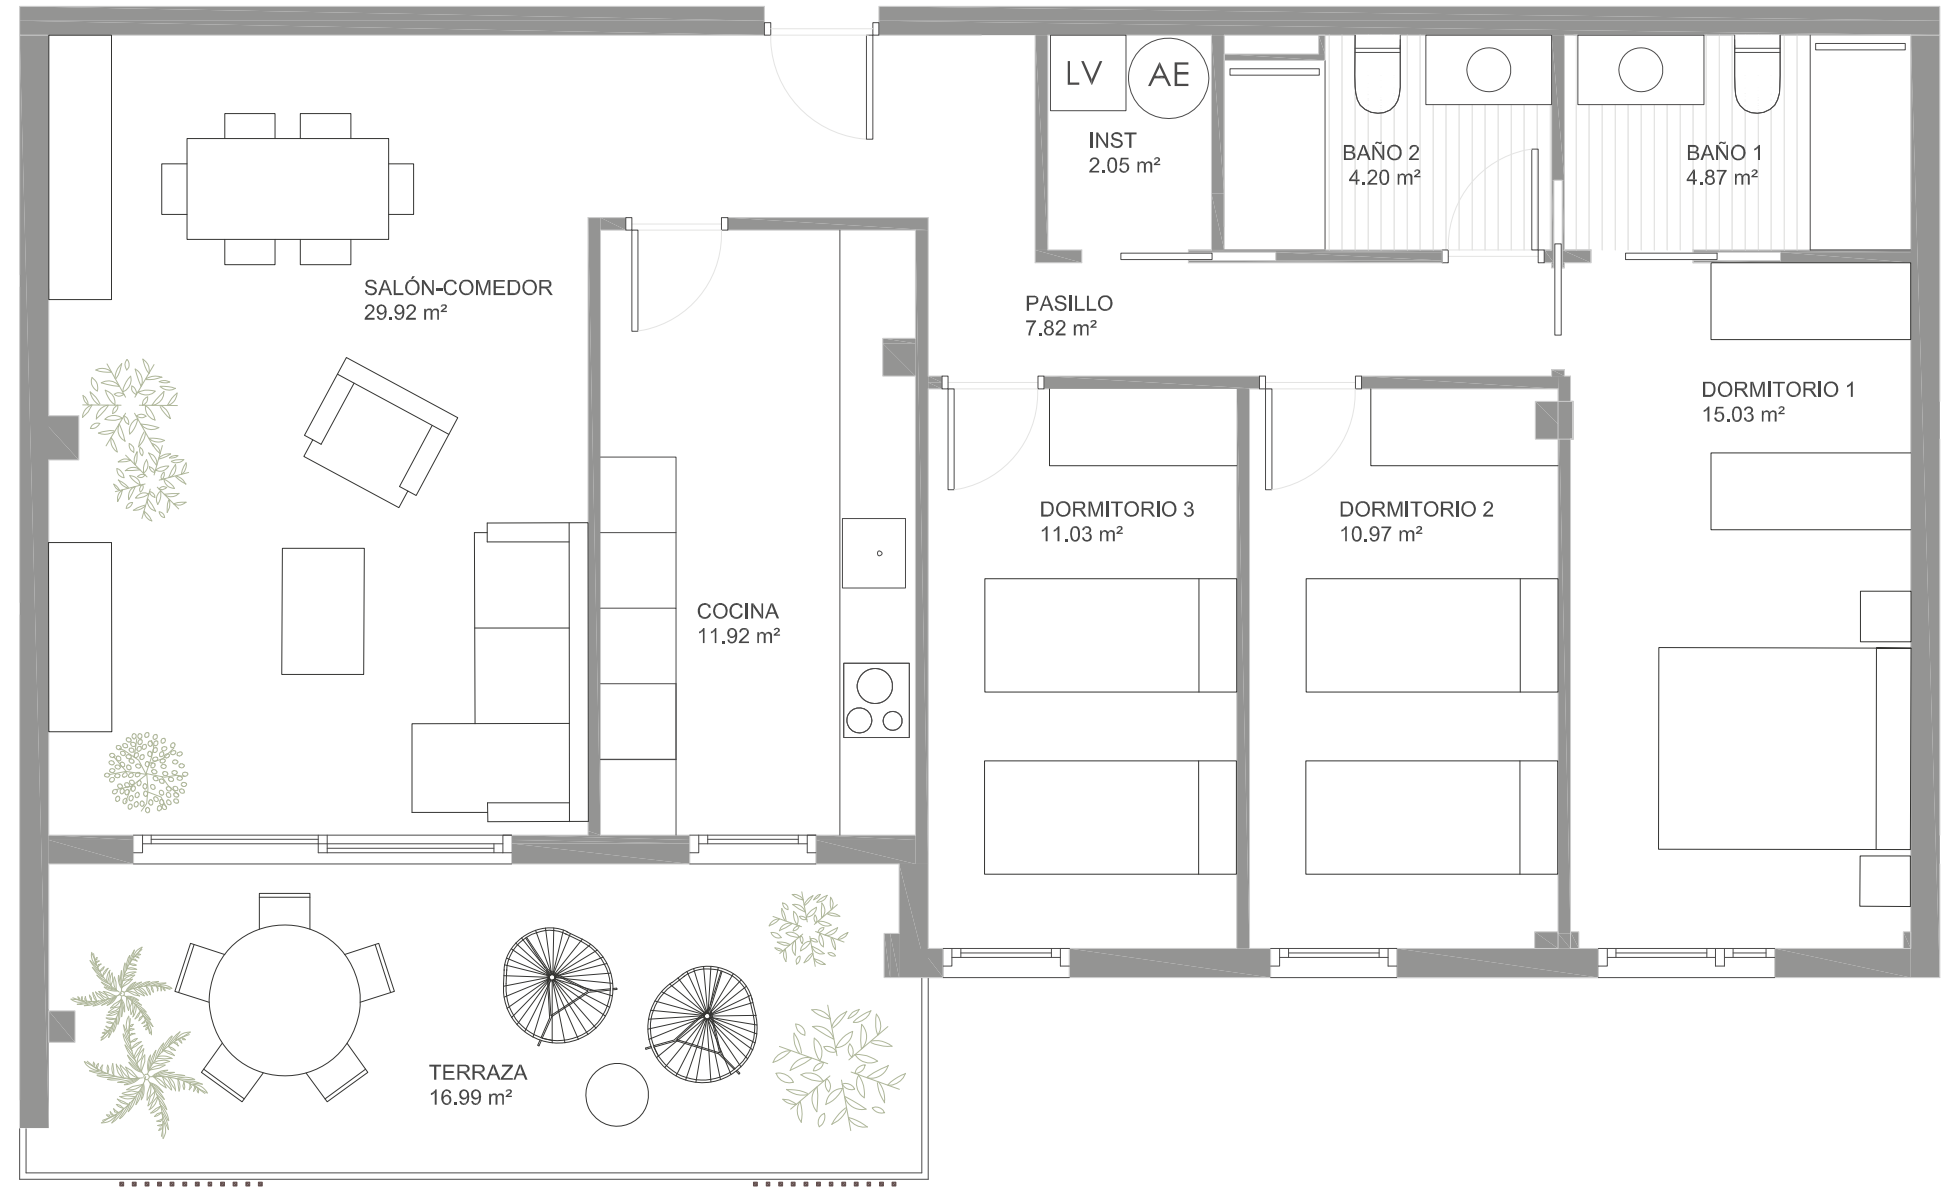 LV
AE
INST
2.05 m²
BAÑO 2
4.20 m²
BAÑO 1
4.87 m²
SALÓN-COMEDOR
29.92 m²
PASILLO
7.82 m²
DORMITORIO 1
15.03 m²
DORMITORIO 3
11.03 m²
DORMITORIO 2
10.97 m²
COCINA
11.92 m²
TERRAZA
16.99 m²